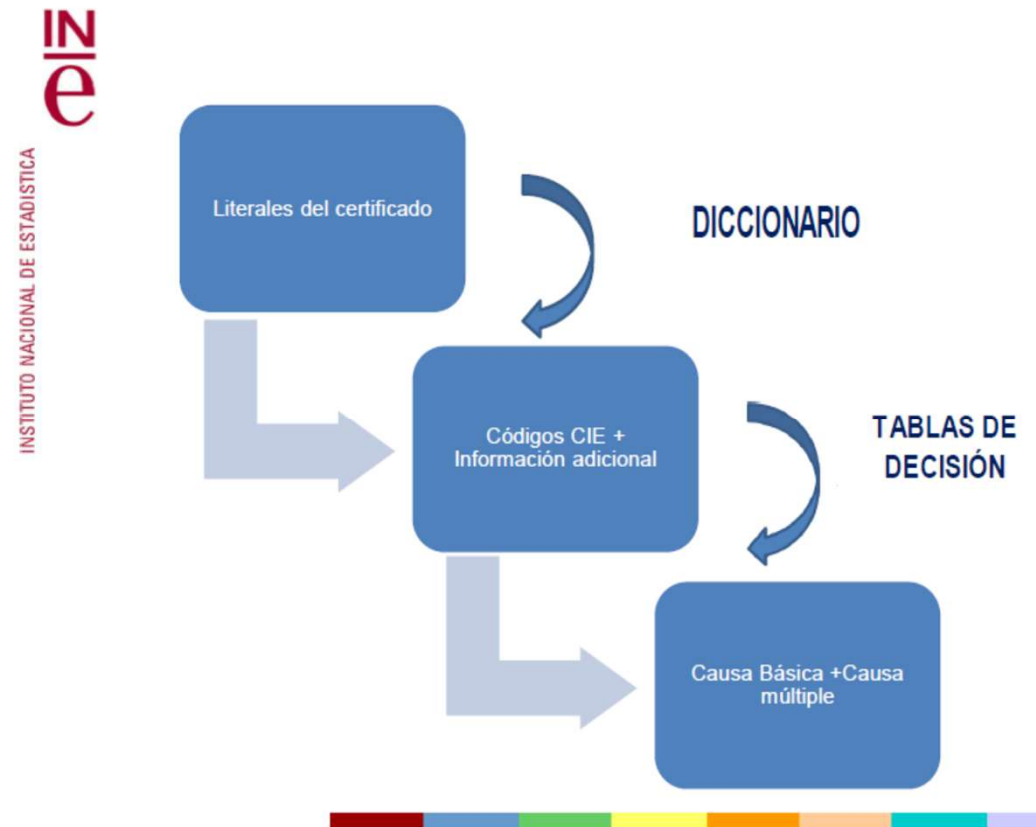 INe
INSTITUTO NACIONAL DE ESTADISTICA
Literales del certificado
DICCIONARIO
Códigos CIE +
Información adicional
TABLAS DE
DECISIÓN
Causa Básica +Causa
múltiple